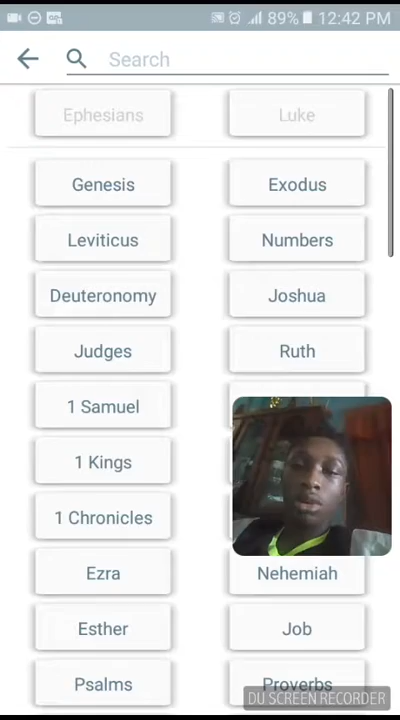 89% 12:42 PM
Search
Ephesians Luke
Genesis Exodus
Leviticus Numbers
Deuteronomy Joshua
Judges Ruth
1 Samuel
1 Kings
1 Chronicles
Ezra Nehemiah
Esther Job
Psalms Proverbs
DU SCREEN RECORDER